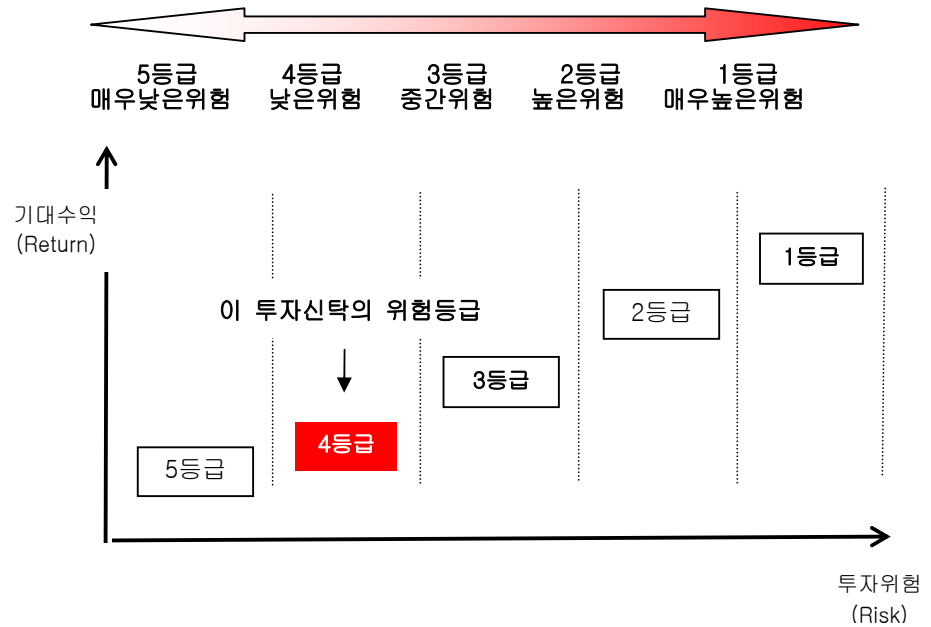 5등급 4등급 3등급 2등급 1등급
매우낮은위험 낮은위험 중간위험 높은위험 매우높은위험
기대수익
(Return)
1등급
이 투자신탁의 위험등급
2등급
3등급
4등급
5등급
투자위험
(Risk)